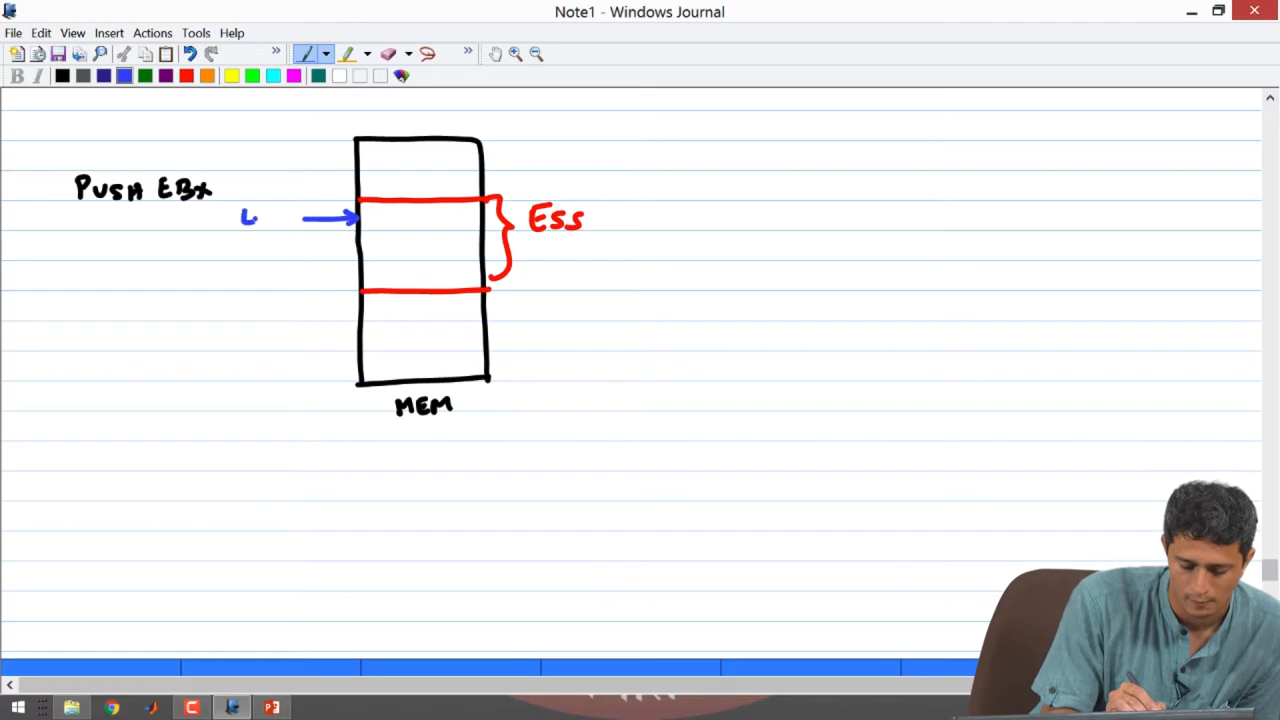 Note1 - Windows Journal
File Edit View Insert Actions Tools Help
B I
PUSH EBX
ESS
MEM